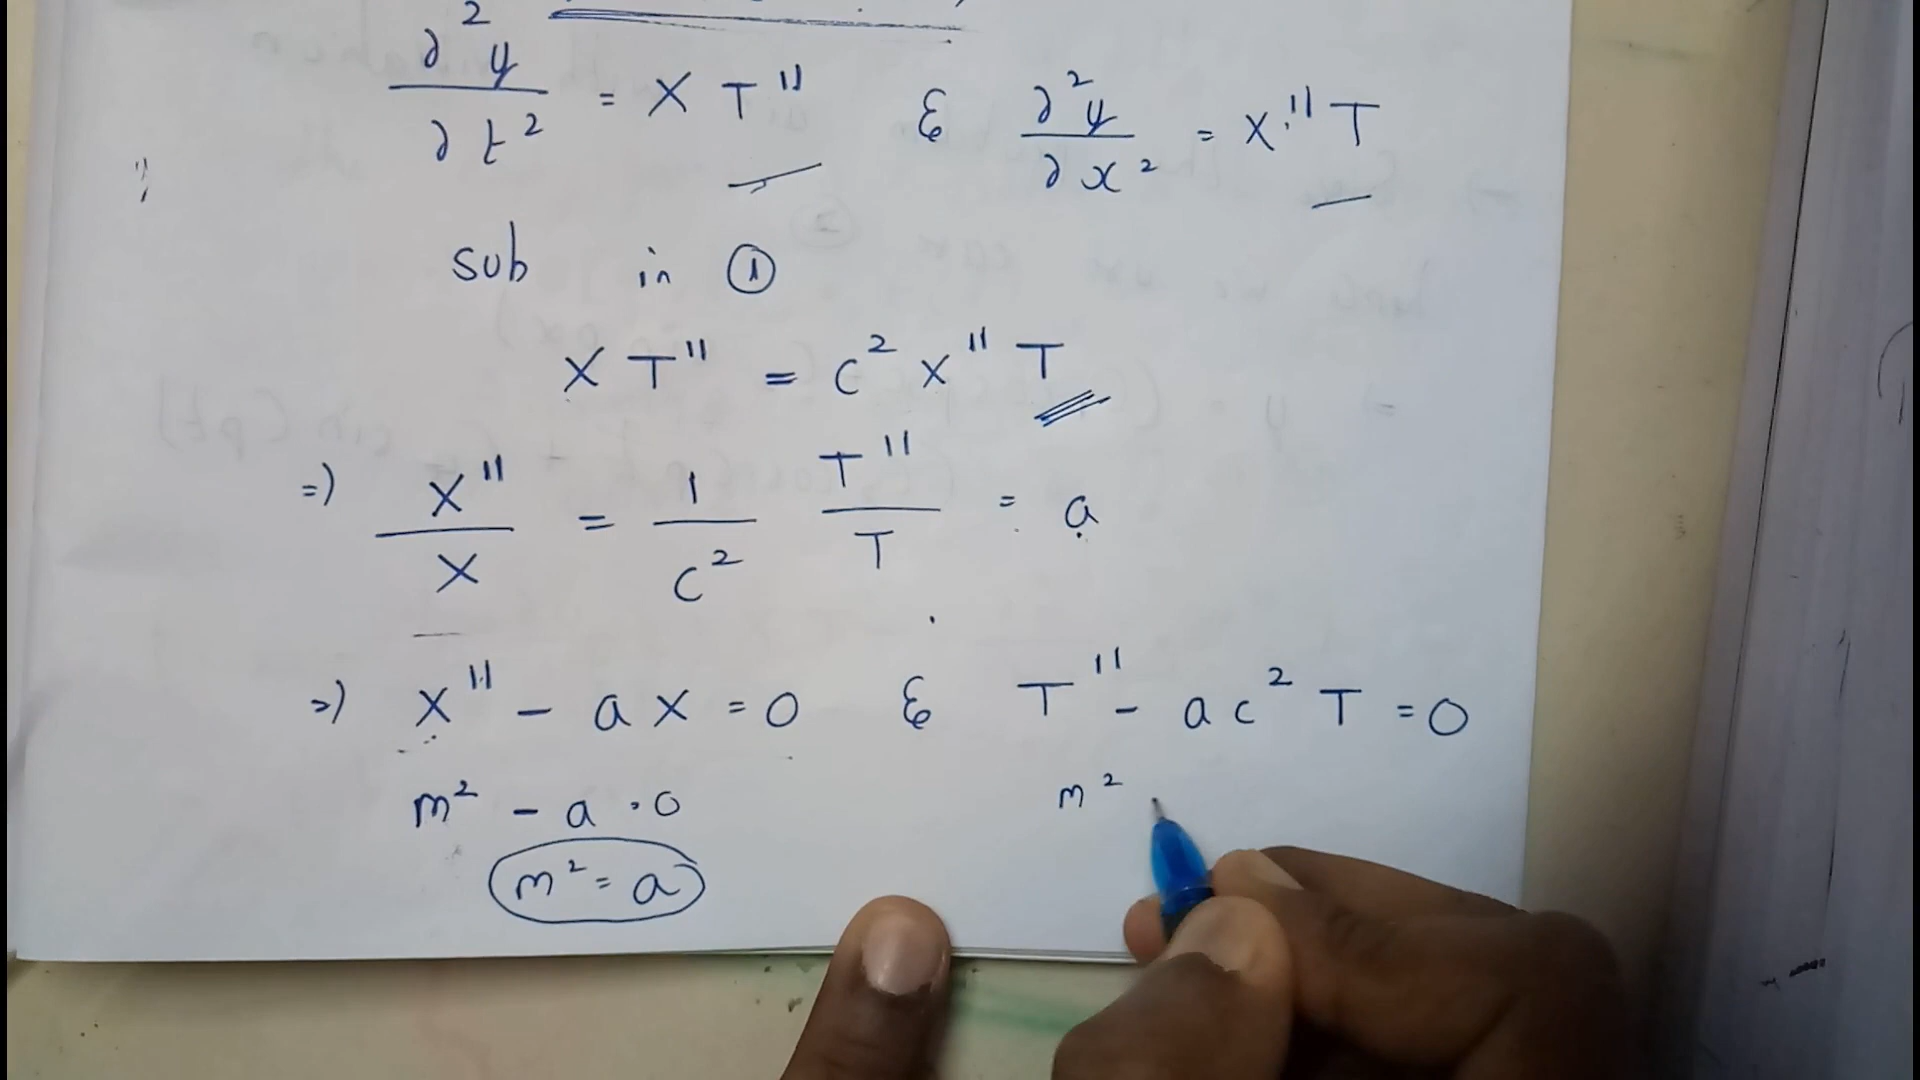 ∂²y/∂t² = X T'' & ∂²y/∂x² = X'' T
sub in ①
X T'' = c² X'' T
=) X''/X = 1/c² T''/T = a
=) X'' - a X = 0 & T'' - a c² T = 0
m² - a = 0 m²
m² = a